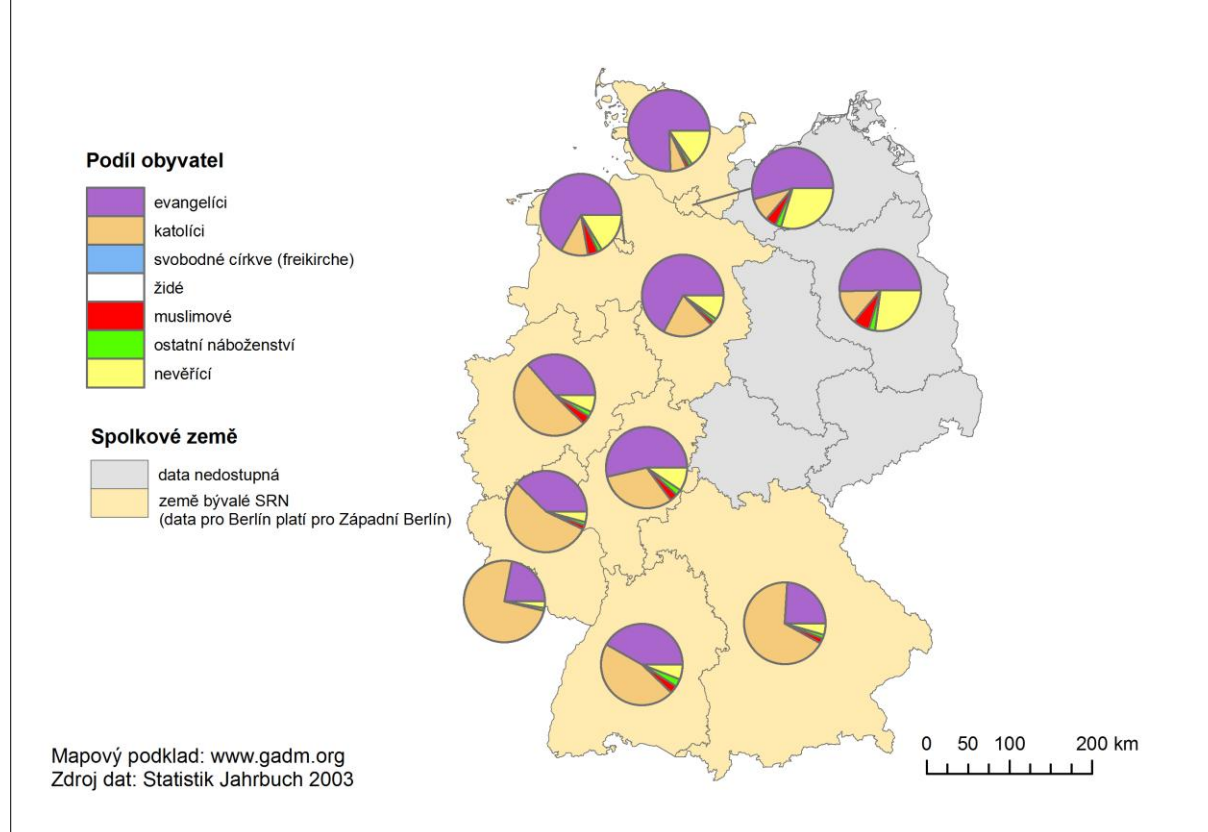 Podíl obyvatel
evangelíci
katolíci
svobodné církve (freikirche)
židé
muslimové
ostatní náboženství
nevěřící
Spolkové země
data nedostupná
země bývalé SRN
(data pro Berlín platí pro Západní Berlín)
Mapový podklad: www.gadm.org
Zdroj dat: Statistik Jahrbuch 2003
0 50 100 200 km